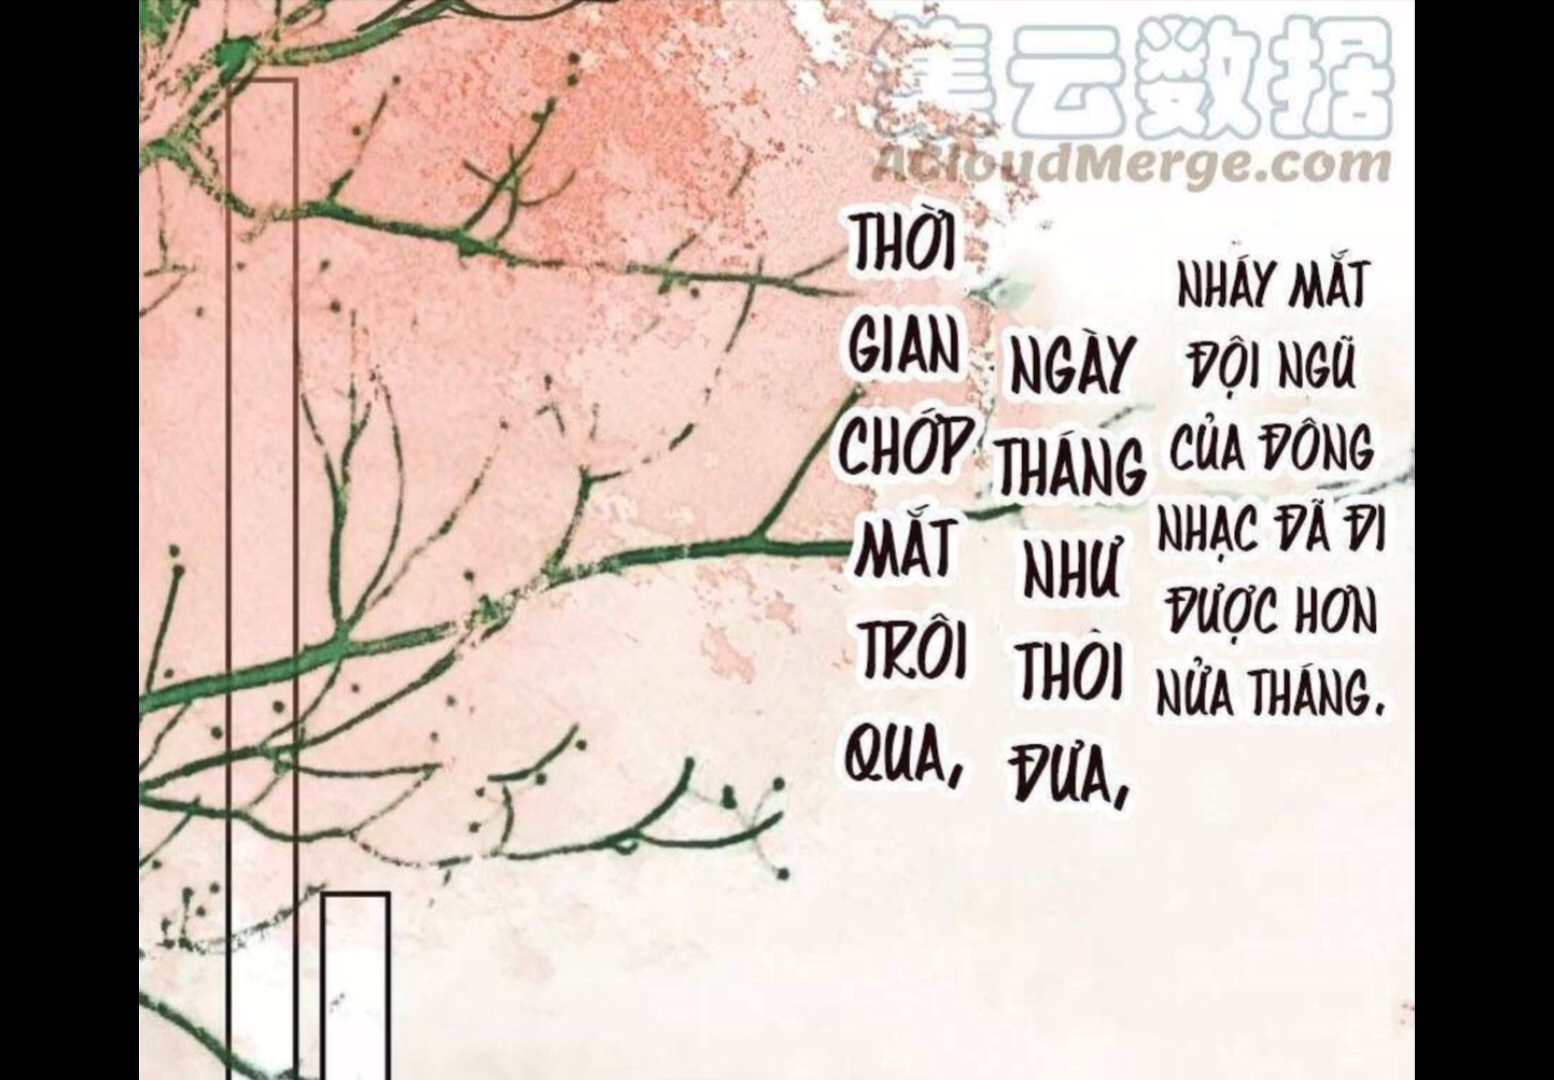 集云数据
ACloudMerge.com
THỜI
GIAN
CHỚP
MẮT
TRÔI
QUA,
NGÀY
THÁNG
NHƯ
THOI
ĐƯA,
NHÁY MẮT
ĐỘI NGŨ
CỦA ĐÔNG
NHẠC ĐÃ ĐI
ĐƯỢC HƠN
NỬA THÁNG.